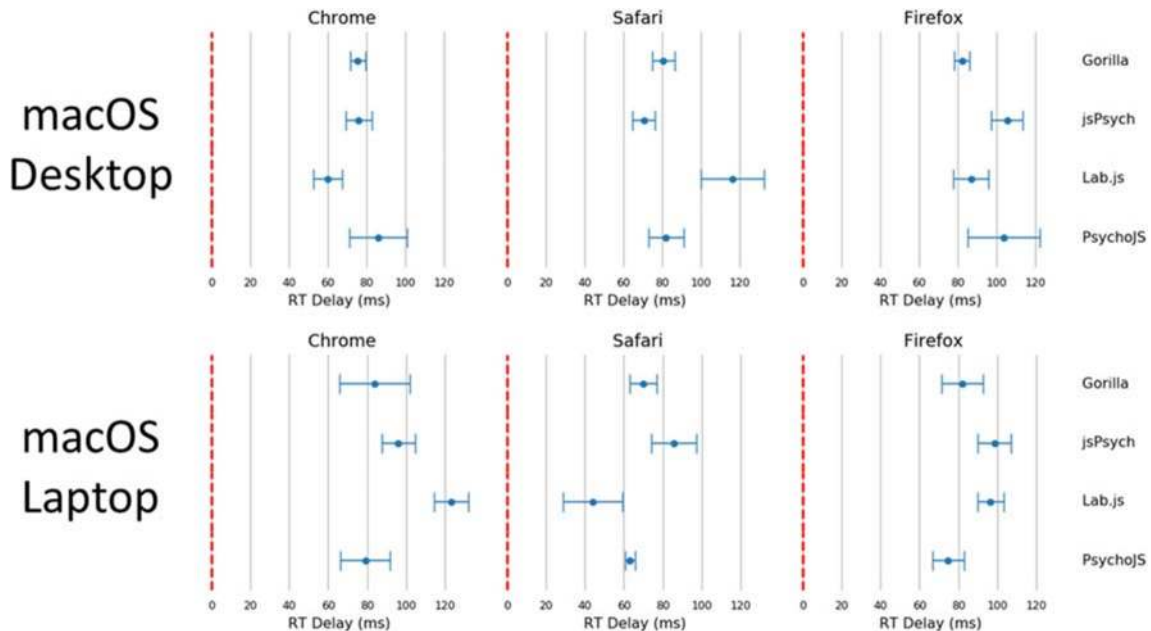 Chrome Safari Firefox
macOS
Desktop
Gorilla
jsPsych
Lab.js
PsychoJS
0 20 40 60 80 100 120 0 20 40 60 80 100 120 0 20 40 60 80 100 120
RT Delay (ms) RT Delay (ms) RT Delay (ms)
Chrome Safari Firefox
macOS
Laptop
Gorilla
jsPsych
Lab.js
PsychoJS
0 20 40 60 80 100 120 0 20 40 60 80 100 120 0 20 40 60 80 100 120
RT Delay (ms) RT Delay (ms) RT Delay (ms)